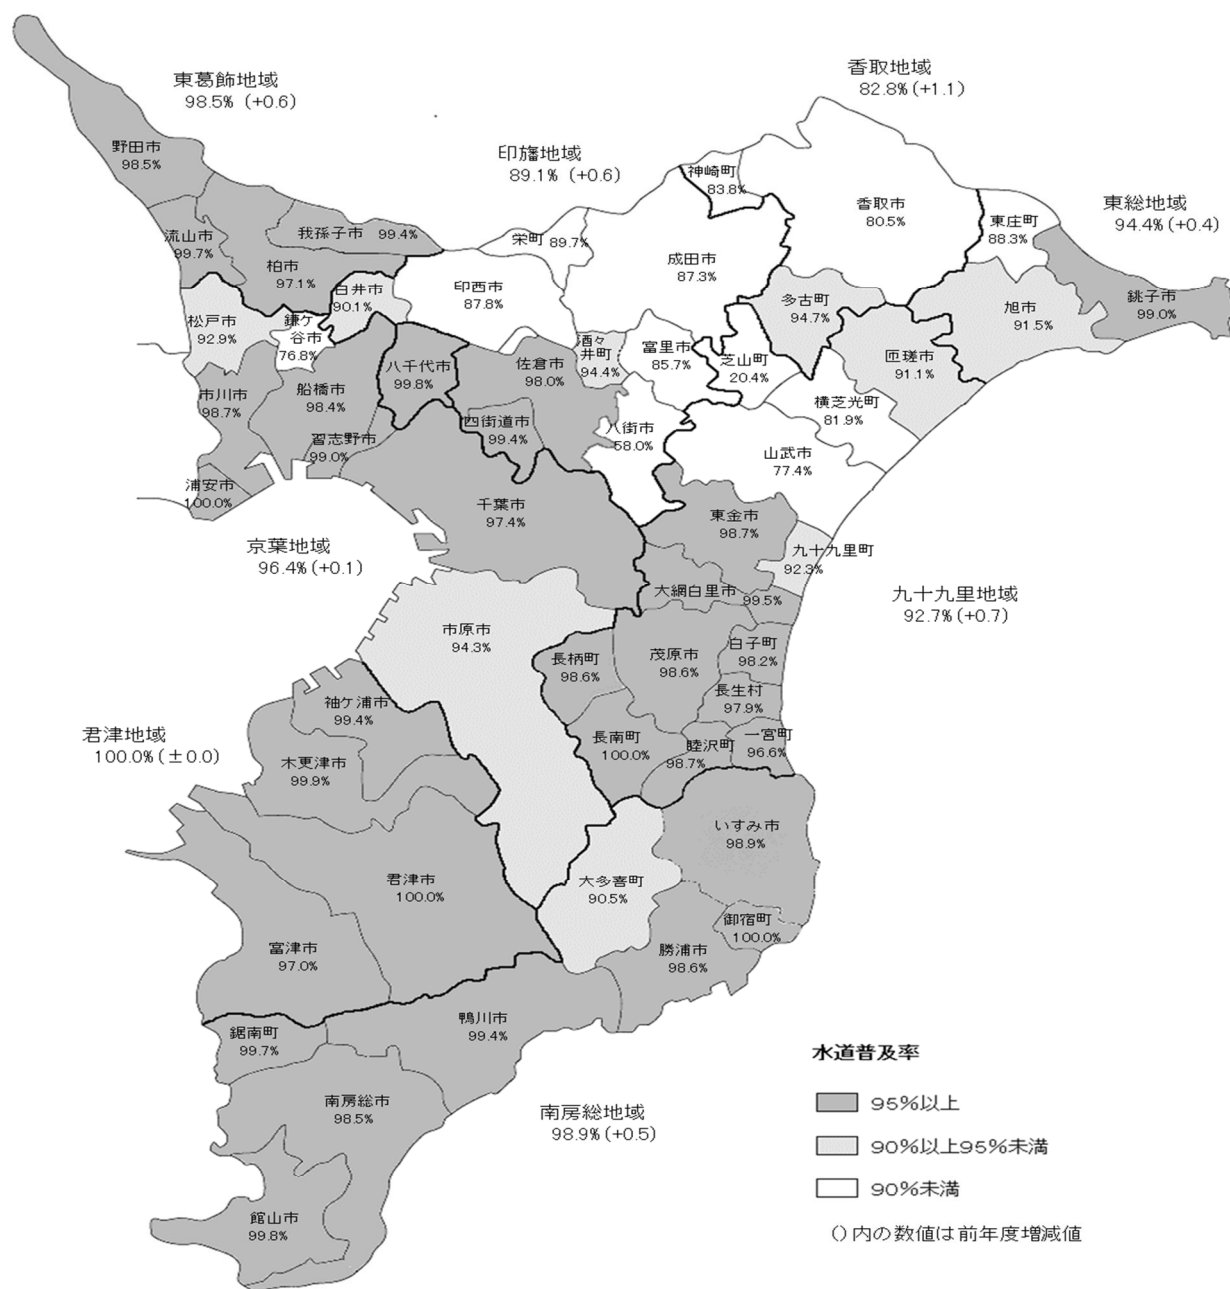 東葛飾地域
98.5% (+0.6)
香取地域
82.8% (+1.1)
印旛地域
89.1% (+0.6)
東総地域
94.4% (+0.4)
野田市
98.5%
流山市
99.7%
我孫子市 99.4%
柏市
97.1%
白井市
90.1%
松戸市
92.9%
鎌ケ
谷市
76.8%
栄町 89.7%
印西市
87.8%
神崎町
83.8%
成田市
87.3%
香取市
80.5%
東庄町
88.3%
銚子市
99.0%
旭市
91.5%
多古町
94.7%
匝瑳市
91.1%
酒々
井町
94.4%
富里市
85.7%
芝山町
20.4%
横芝光町
81.9%
山武市
77.4%
市川市
98.7%
船橋市
98.4%
八千代市
99.8%
佐倉市
98.0%
四街道市
99.4%
八街市
58.0%
習志野市
99.0%
浦安市
100.0%
千葉市
97.4%
東金市
98.7%
九十九里町
92.3%
京葉地域
96.4%(+0.1)
大網白里市 99.5%
九十九里地域
92.7%(+0.7)
市原市
94.3%
長柄町
98.6%
茂原市
98.6%
白子町
98.2%
長生村
97.9%
袖ケ浦市
99.4%
長南町
100.0%
睦沢町
98.7%
一宮町
96.6%
君津地域
100.0%(±0.0)
木更津市
99.9%
いすみ市
98.9%
君津市
100.0%
大多喜町
90.5%
御宿町
100.0%
富津市
97.0%
勝浦市
98.6%
鋸南町
99.7%
鴨川市
99.4%
南房総市
98.5%
南房総地域
98.9%(+0.5)
館山市
99.8%
水道普及率
95%以上
90%以上95%未満
90%未満
()内の数値は前年度増減値